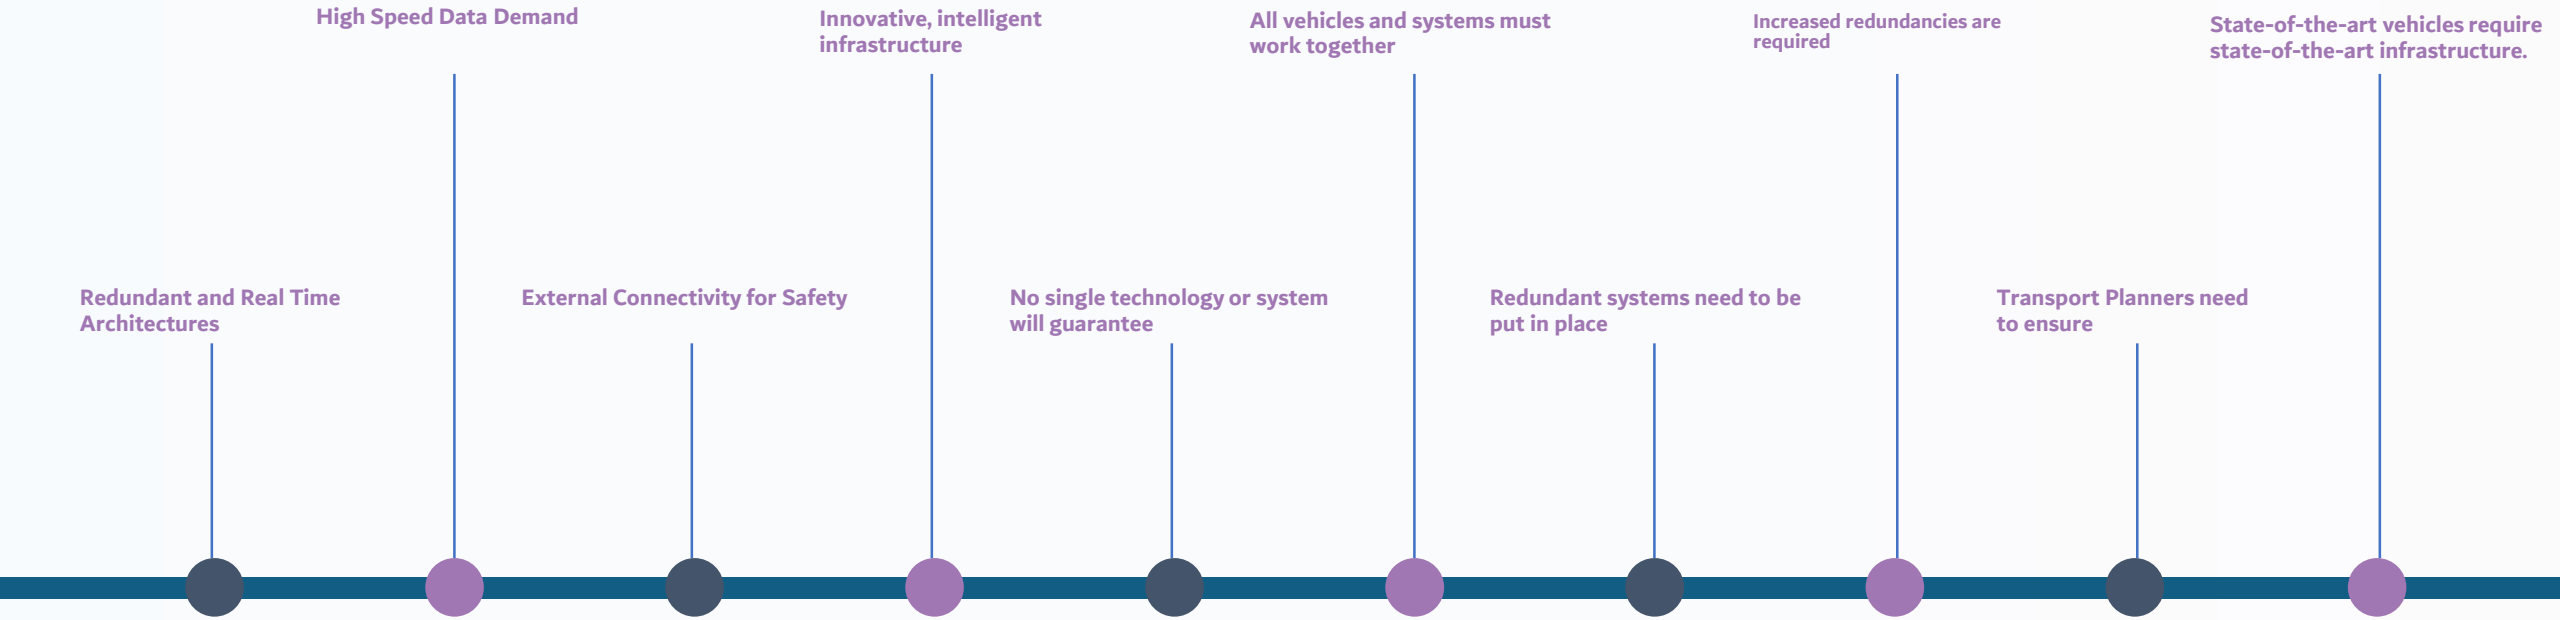 High Speed Data Demand
Innovative, intelligent
infrastructure
All vehicles and systems must
work together
Increased redundancies are
required
State-of-the-art vehicles require
state-of-the-art infrastructure.
Redundant and Real Time
Architectures
External Connectivity for Safety
No single technology or system
will guarantee
Redundant systems need to be
put in place
Transport Planners need
to ensure